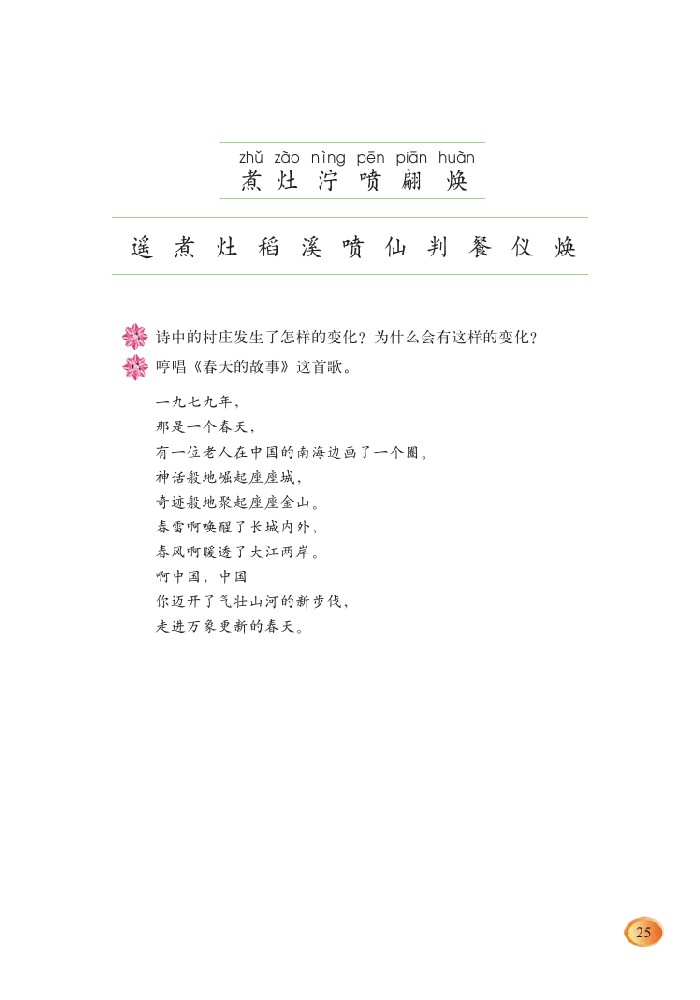 zhǔ zào nìng pēn piān huàn
煮 灶 泞 喷 翩 焕
遥 煮 灶 稻 溪 喷 仙 判 餐 仪 焕
诗中的村庄发生了怎样的变化？为什么会有这样的变化？
哼唱《春天的故事》这首歌。
一九七九年，
那是一个春天，
有一位老人在中国的南海边画了一个圈。
神话般地崛起座座城，
奇迹般地聚起座座金山。
春雷啊唤醒了长城内外，
春风啊暖透了大江两岸。
啊中国，中国
你迈开了气壮山河的新步伐，
走进万象更新的春天。
25